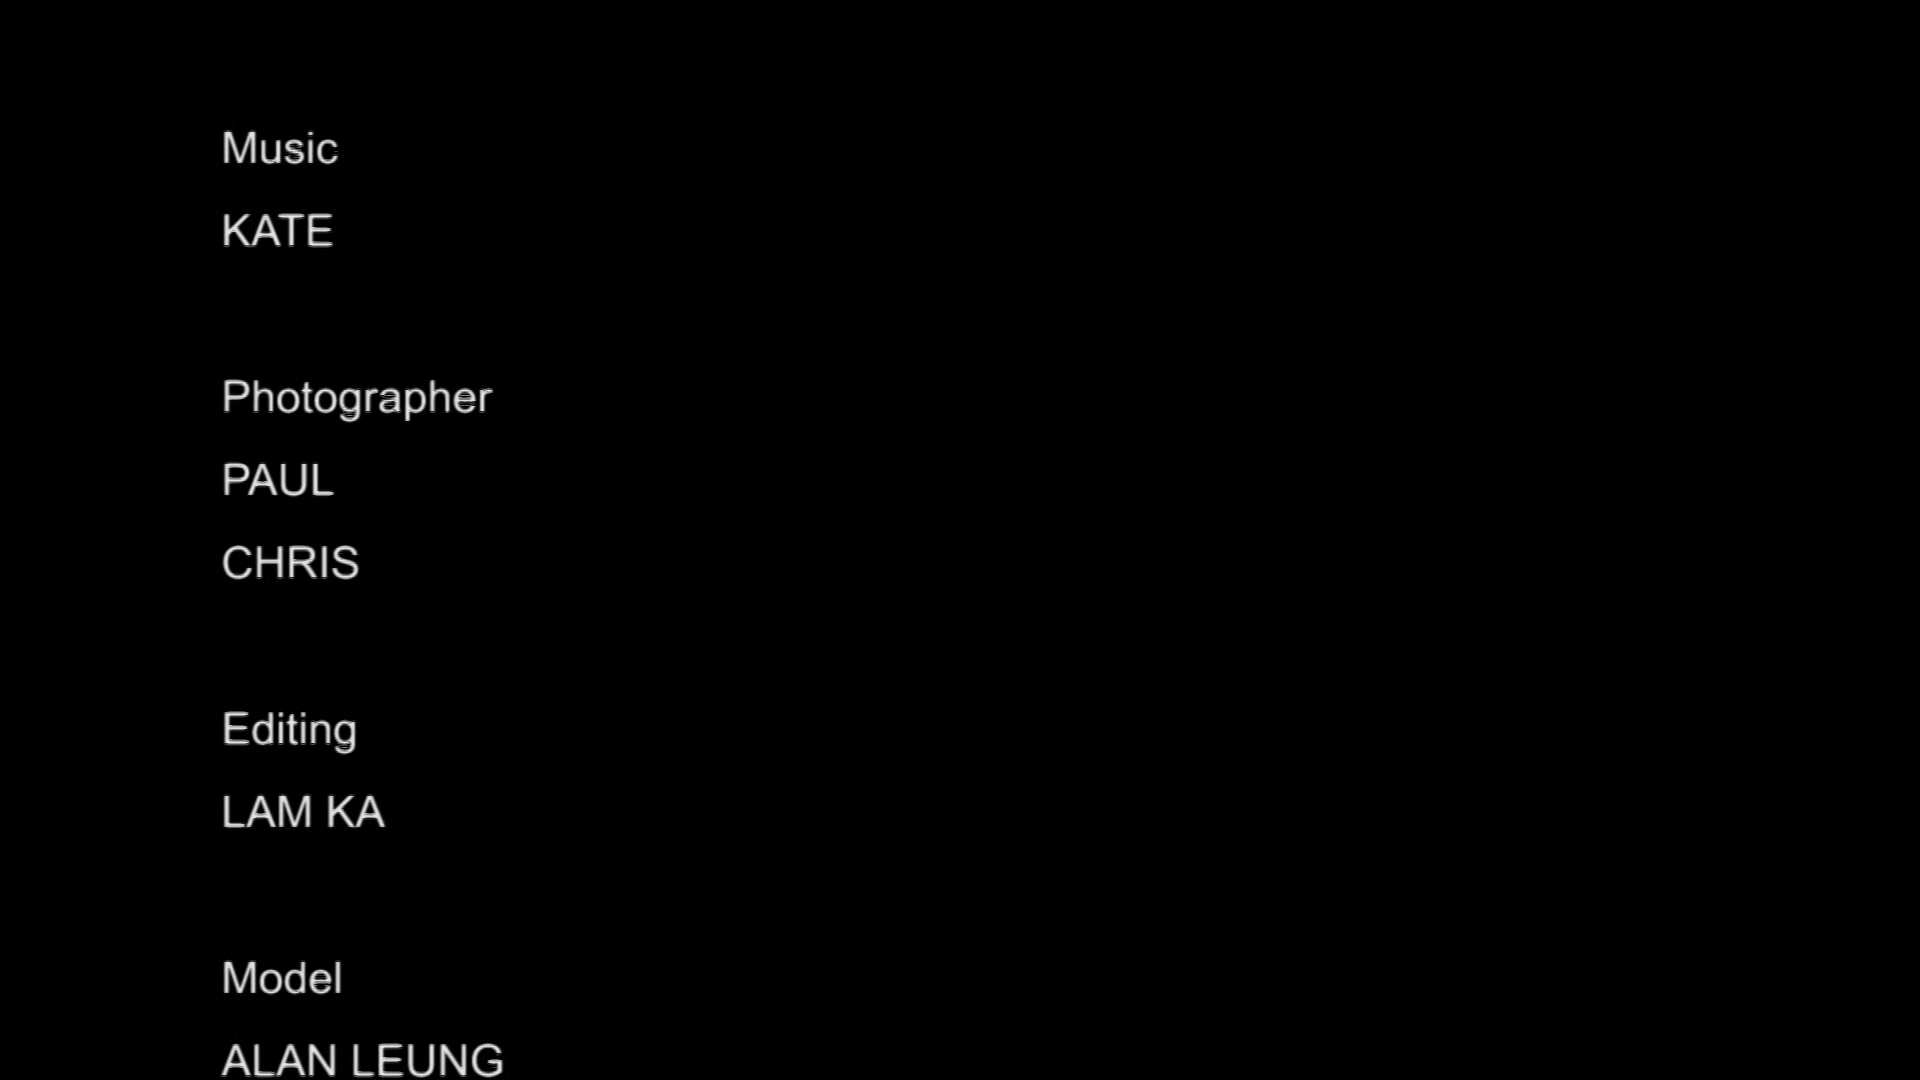 Music
KATE
Photographer
PAUL
CHRIS
Editing
LAM KA
Model
ALAN LEUNG